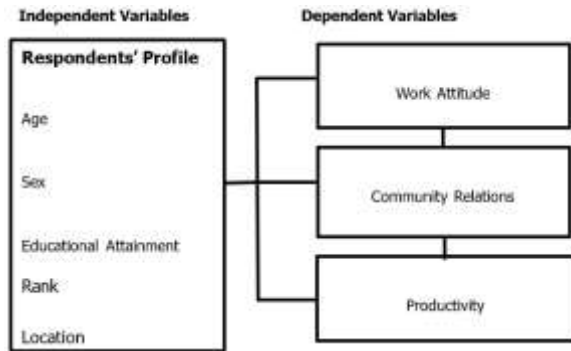 Independent Variables
Dependent Variables
Respondents' Profile
Age
Sex
Educational Attainment
Rank
Location
Work Attitude
Community Relations
Productivity